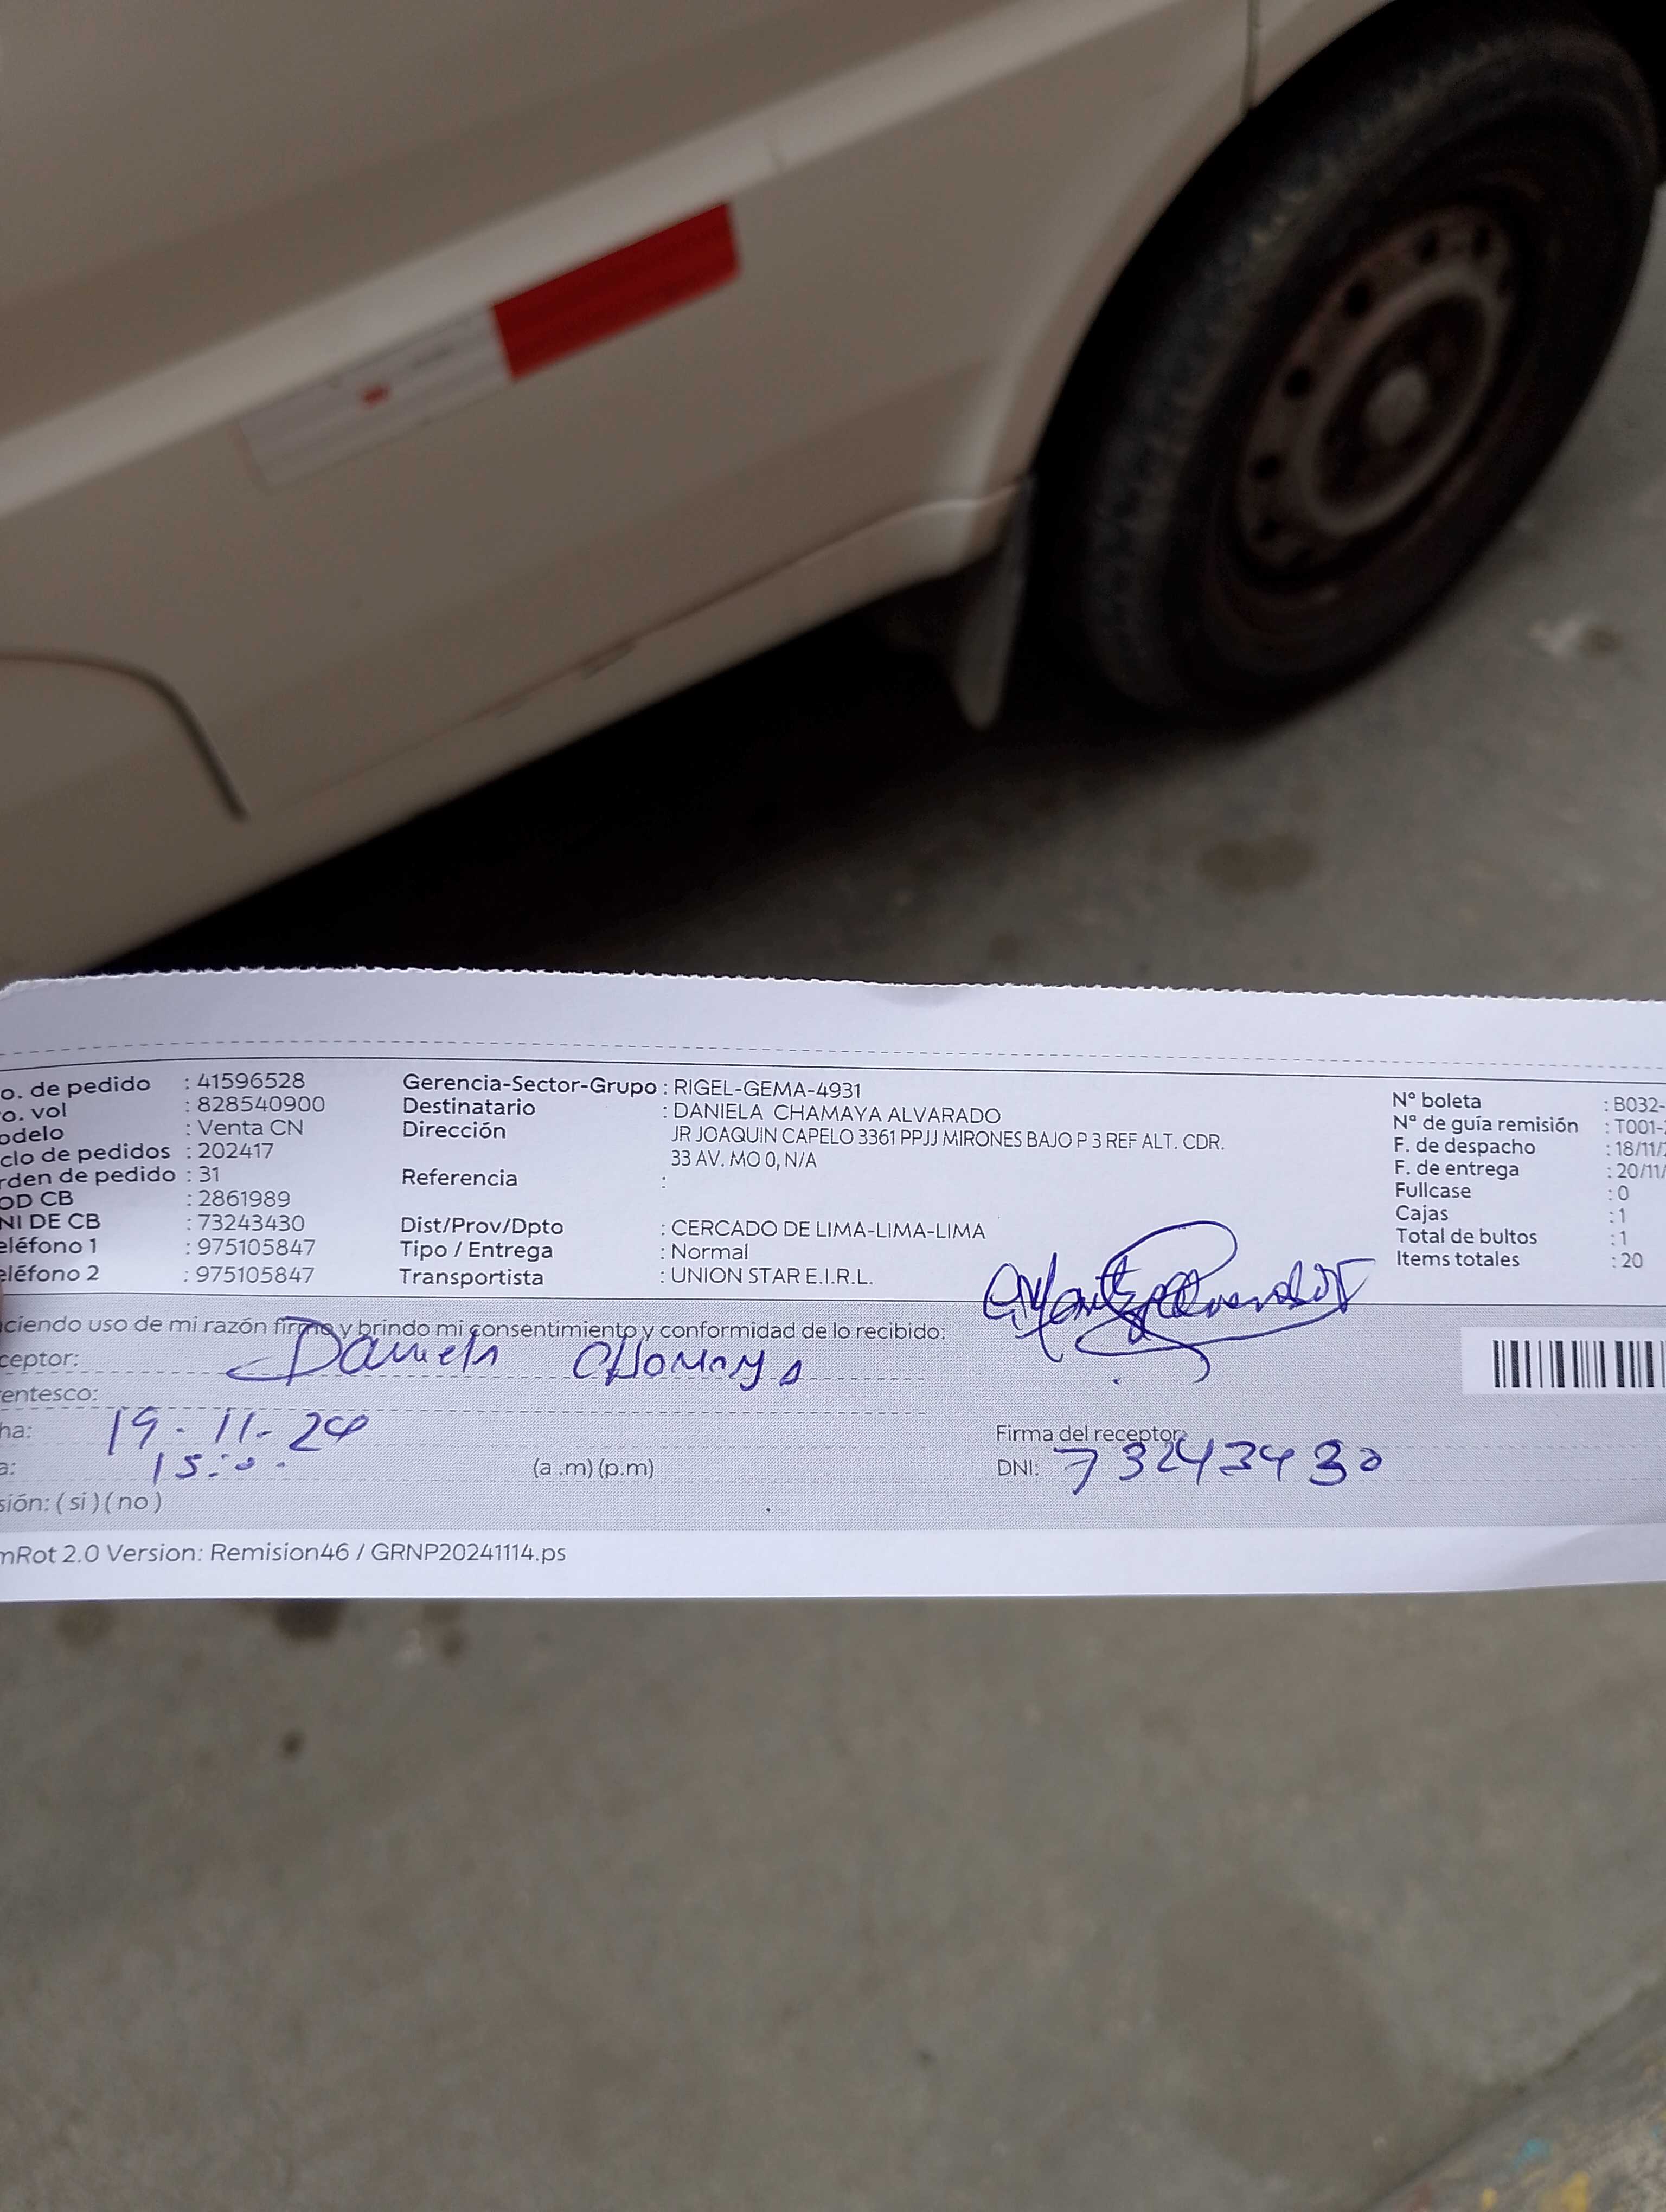 o. de pedido : 41596528
o. vol : 828540900
odelo : Venta CN
clo de pedidos : 202417
rden de pedido : 31
OD CB : 2861989
NI DE CB : 73243430
eléfono 1 : 975105847
eléfono 2 : 975105847
Gerencia-Sector-Grupo : RIGEL-GEMA-4931
Destinatario : DANIELA CHAMAYA ALVARADO
Dirección JR JOAQUIN CAPELO 3361 PPJJ MIRONES BAJO P 3 REF ALT. CDR.
33 AV. MO 0, N/A
Referencia :
Dist/Prov/Dpto : CERCADO DE LIMA-LIMA-LIMA
Tipo / Entrega : Normal
Transportista : UNION STAR E.I.R.L.
N° boleta : B032-
N° de guía remisión : T001-
F. de despacho : 18/11/
F. de entrega : 20/11/
Fullcase : 0
Cajas : 1
Total de bultos : 1
Items totales : 20
ciendo uso de mi razón firmo y brindo mi consentimiento y conformidad de lo recibido:
ceptor: Daniela Chamaya
entesco:
ha: 19-11-24
a: 15:00 (a .m) (p.m)
sión: ( si ) ( no )
Firma del receptor:
DNI: 73243430
mRot 2.0 Version: Remision46 / GRNP20241114.ps